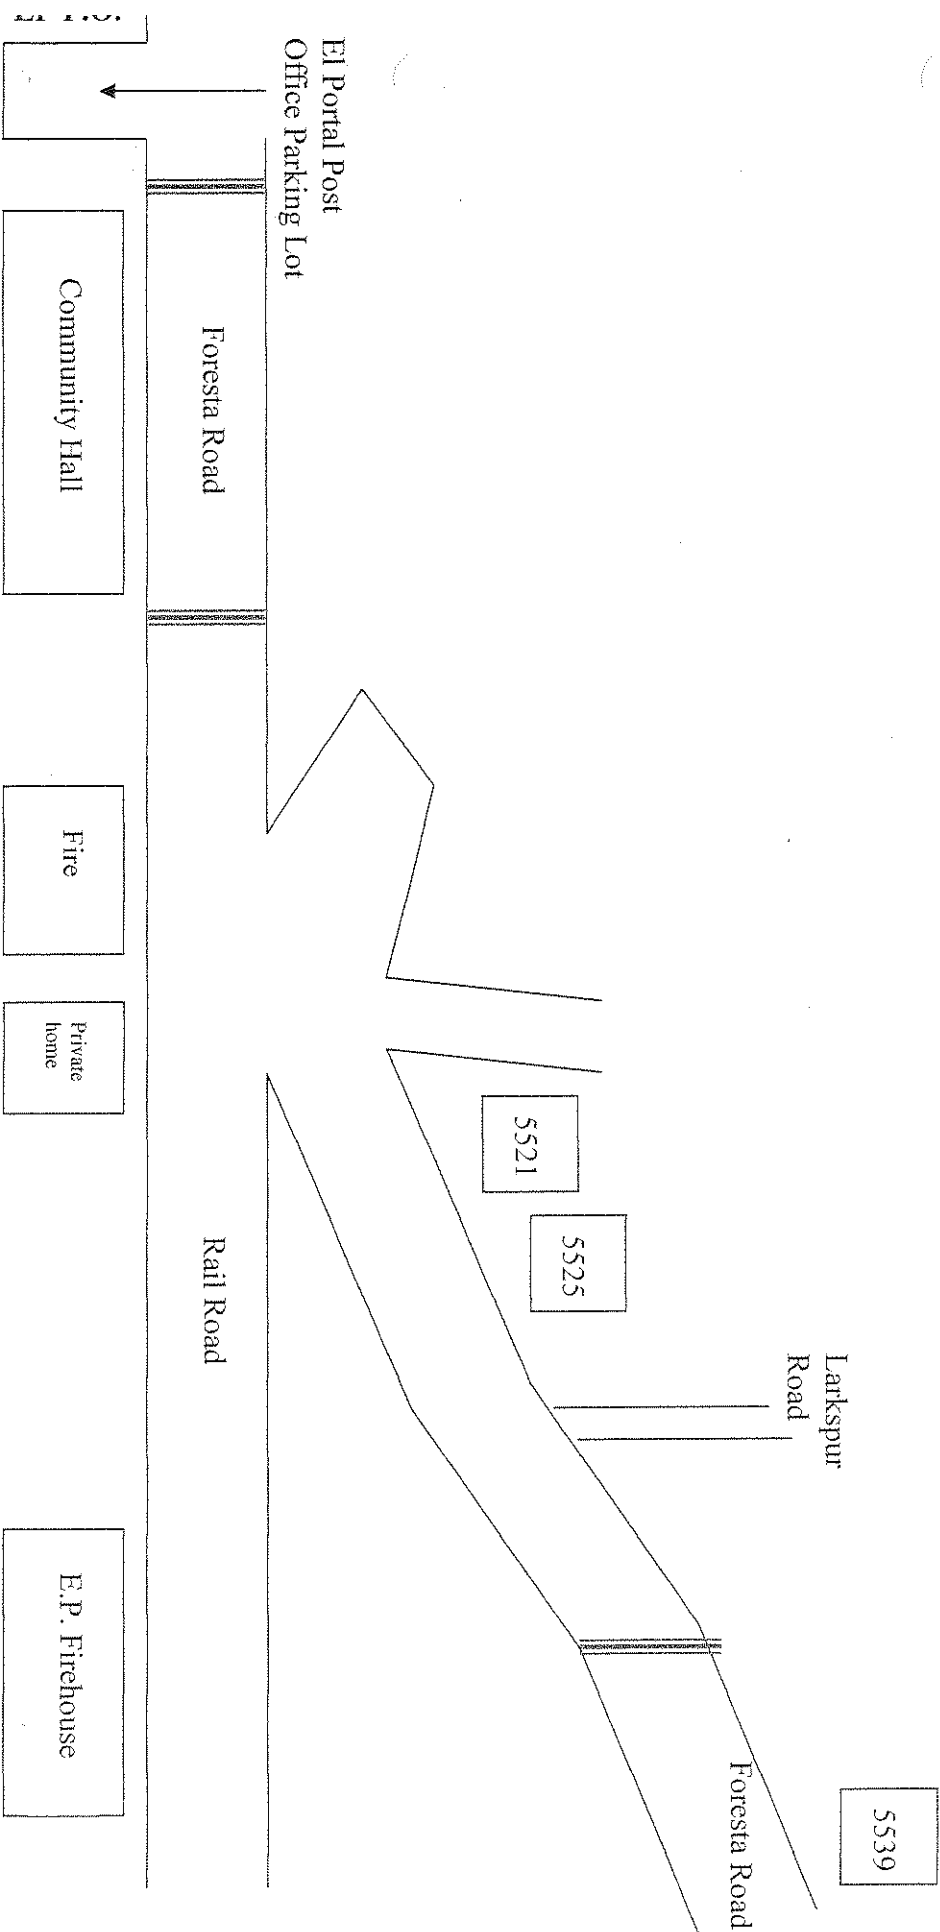 El Portal Post
Office Parking Lot
Foresta Road
Community Hall
Fire
Private
home
5521
5525
Larkspur
Road
Rail Road
E.P. Firehouse
Foresta Road
5539